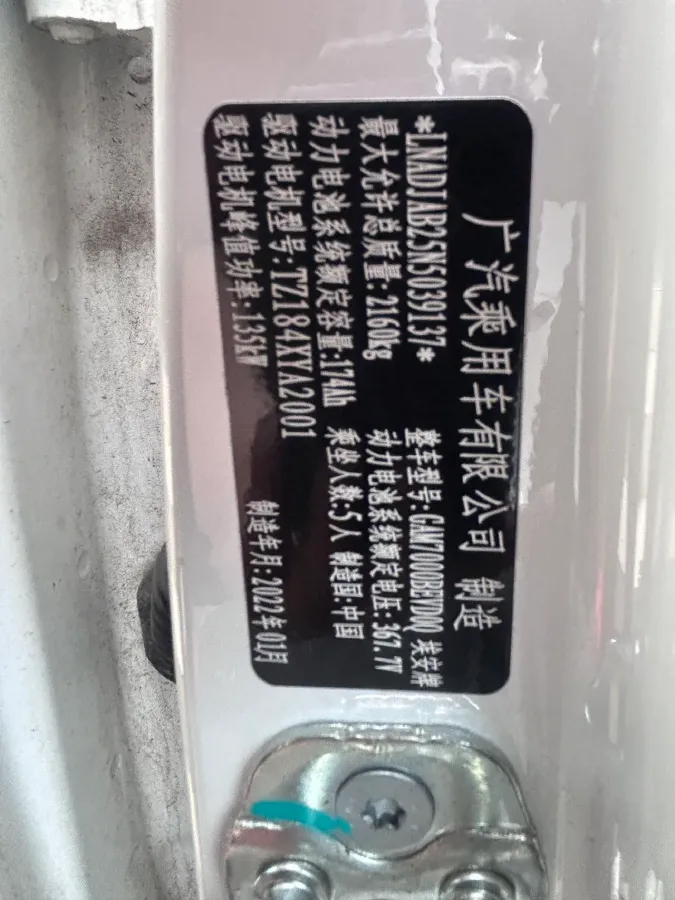 广汽乘用车有限公司 制造
*LNADJAB25N5039137* 整车型号:GAM7000BEVD0Q 埃安牌
最大允许总质量:2160kg 动力电池系统额定电压:367.7V
动力电池系统额定容量:174Ah 乘坐人数:5人 制造国:中国
驱动电机型号:TZ184XYA2001
驱动电机峰值功率:135kW 制造年月:2022年01月